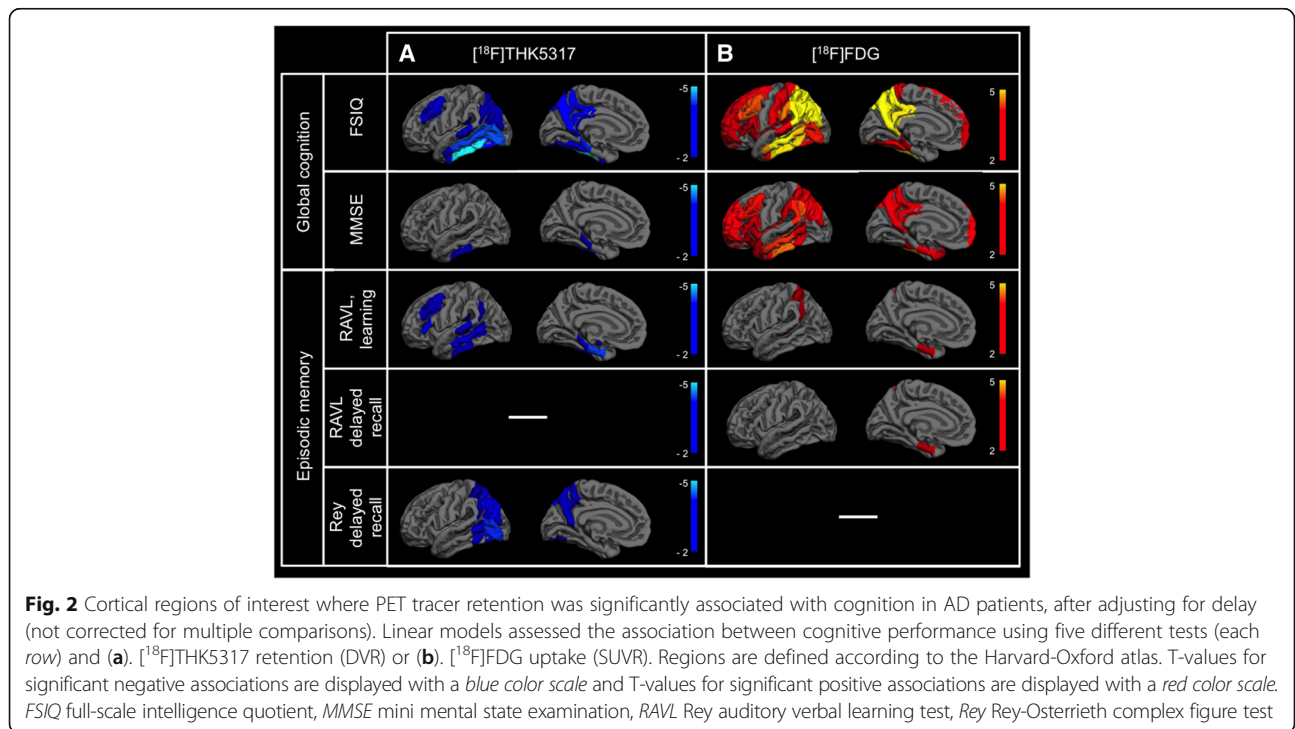 A [¹⁸F]THK5317
B [¹⁸F]FDG
Global cognition
FSIQ
-5
-2
5
2
MMSE
-5
-2
5
2
Episodic memory
RAVL, learning
-5
-2
5
2
RAVL delayed recall
-5
-2
5
2
Rey delayed recall
-5
-2
Fig. 2 Cortical regions of interest where PET tracer retention was significantly associated with cognition in AD patients, after adjusting for delay
(not corrected for multiple comparisons). Linear models assessed the association between cognitive performance using five different tests (each
row) and (a). [¹⁸F]THK5317 retention (DVR) or (b). [¹⁸F]FDG uptake (SUVR). Regions are defined according to the Harvard-Oxford atlas. T-values for
significant negative associations are displayed with a blue color scale and T-values for significant positive associations are displayed with a red color scale.
FSIQ full-scale intelligence quotient, MMSE mini mental state examination, RAVL Rey auditory verbal learning test, Rey Rey-Osterrieth complex figure test